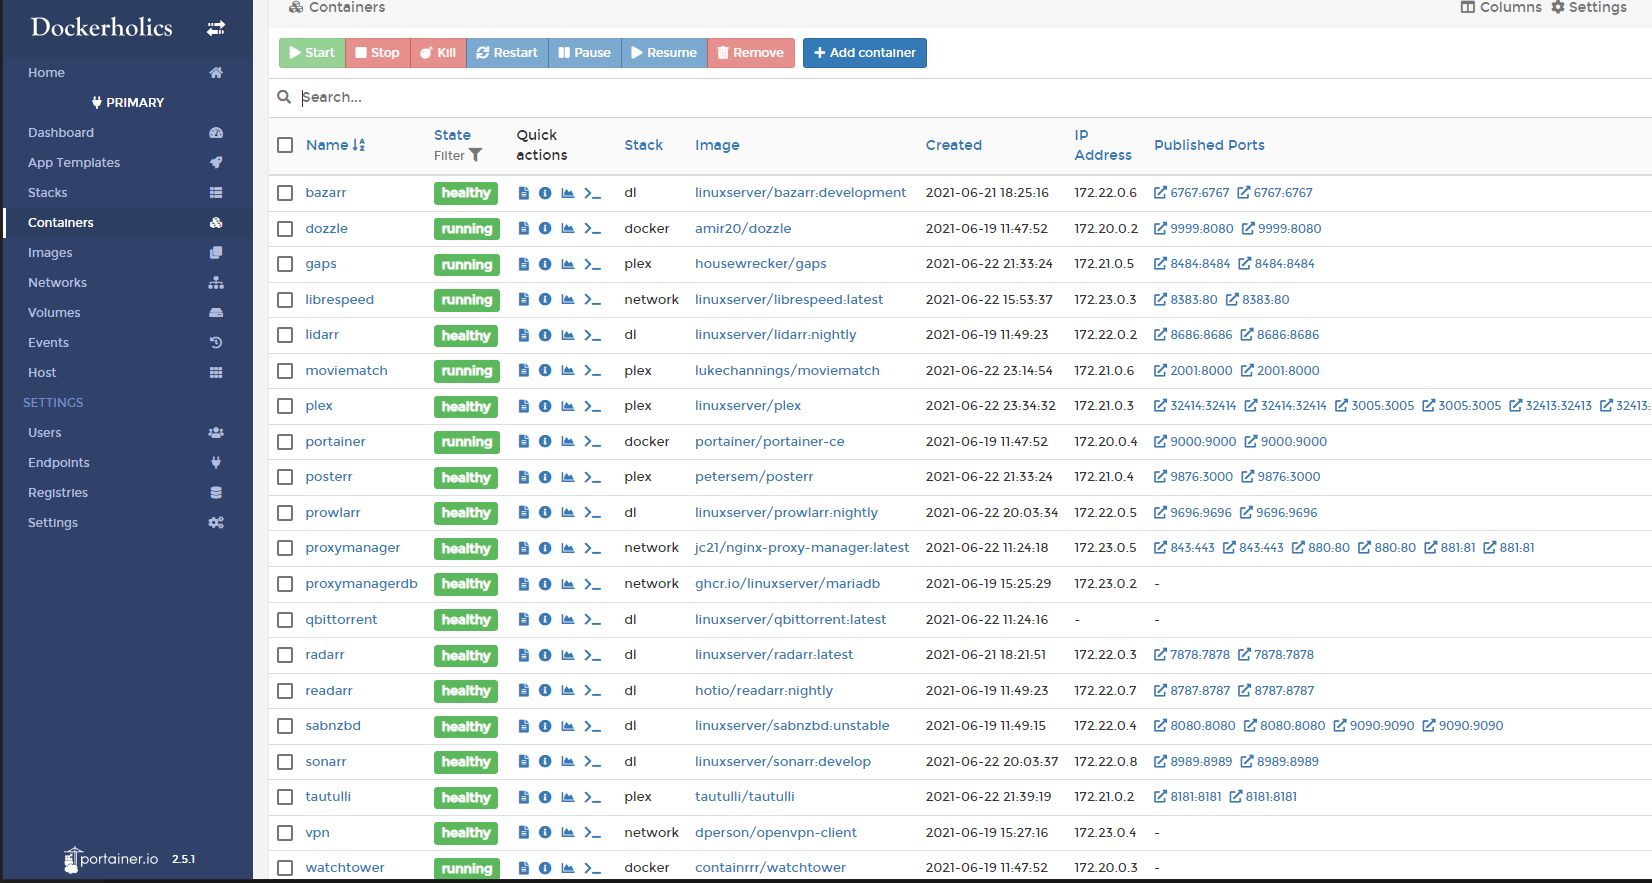 Dockerholics
Home
PRIMARY
Dashboard
App Templates
Stacks
Containers
Images
Networks
Volumes
Events
Host
SETTINGS
Users
Endpoints
Registries
Settings
portainer.io 2.5.1
Containers
Columns Settings
Start Stop Kill Restart Pause Resume Remove Add container
Search...
Name State Filter Quick actions Stack Image Created IP Address Published Ports
bazarr healthy dl linuxserver/bazarr:development 2021-06-21 18:25:16 172.22.0.6 6767:6767 6767:6767
dozzle running docker amir20/dozzle 2021-06-19 11:47:52 172.20.0.2 9999:8080 9999:8080
gaps running plex housewrecker/gaps 2021-06-22 21:33:24 172.21.0.5 8484:8484 8484:8484
librespeed running network linuxserver/librespeed:latest 2021-06-22 15:53:37 172.23.0.3 8383:80 8383:80
lidarr healthy dl linuxserver/lidarr:nightly 2021-06-19 11:49:23 172.22.0.2 8686:8686 8686:8686
moviematch running plex lukechannings/moviematch 2021-06-22 23:14:54 172.21.0.6 2001:8000 2001:8000
plex healthy plex linuxserver/plex 2021-06-22 23:34:32 172.21.0.3 32414:32414 32414:32414 3005:3005 3005:3005 32413:32413 32413:
portainer running docker portainer/portainer-ce 2021-06-19 11:47:52 172.20.0.4 9000:9000 9000:9000
posterr healthy plex petersem/posterr 2021-06-22 21:33:24 172.21.0.4 9876:3000 9876:3000
prowlarr healthy dl linuxserver/prowlarr:nightly 2021-06-22 20:03:34 172.22.0.5 9696:9696 9696:9696
proxymanager healthy network jc21/nginx-proxy-manager:latest 2021-06-22 11:24:18 172.23.0.5 843:443 843:443 880:80 880:80 881:81 881:81
proxymanagerdb healthy network ghcr.io/linuxserver/mariadb 2021-06-19 15:25:29 172.23.0.2 -
qbittorrent healthy dl linuxserver/qbittorrent:latest 2021-06-22 11:24:16 - -
radarr healthy dl linuxserver/radarr:latest 2021-06-21 18:21:51 172.22.0.3 7878:7878 7878:7878
readarr healthy dl hotio/readarr:nightly 2021-06-19 11:49:23 172.22.0.7 8787:8787 8787:8787
sabnzbd healthy dl linuxserver/sabnzbd:unstable 2021-06-19 11:49:15 172.22.0.4 8080:8080 8080:8080 9090:9090 9090:9090
sonarr healthy dl linuxserver/sonarr:develop 2021-06-22 20:03:37 172.22.0.8 8989:8989 8989:8989
tautulli healthy plex tautulli/tautulli 2021-06-22 21:39:19 172.21.0.2 8181:8181 8181:8181
vpn healthy network dperson/openvpn-client 2021-06-19 15:27:16 172.23.0.4 -
watchtower running docker containrrr/watchtower 2021-06-19 11:47:52 172.20.0.3 -